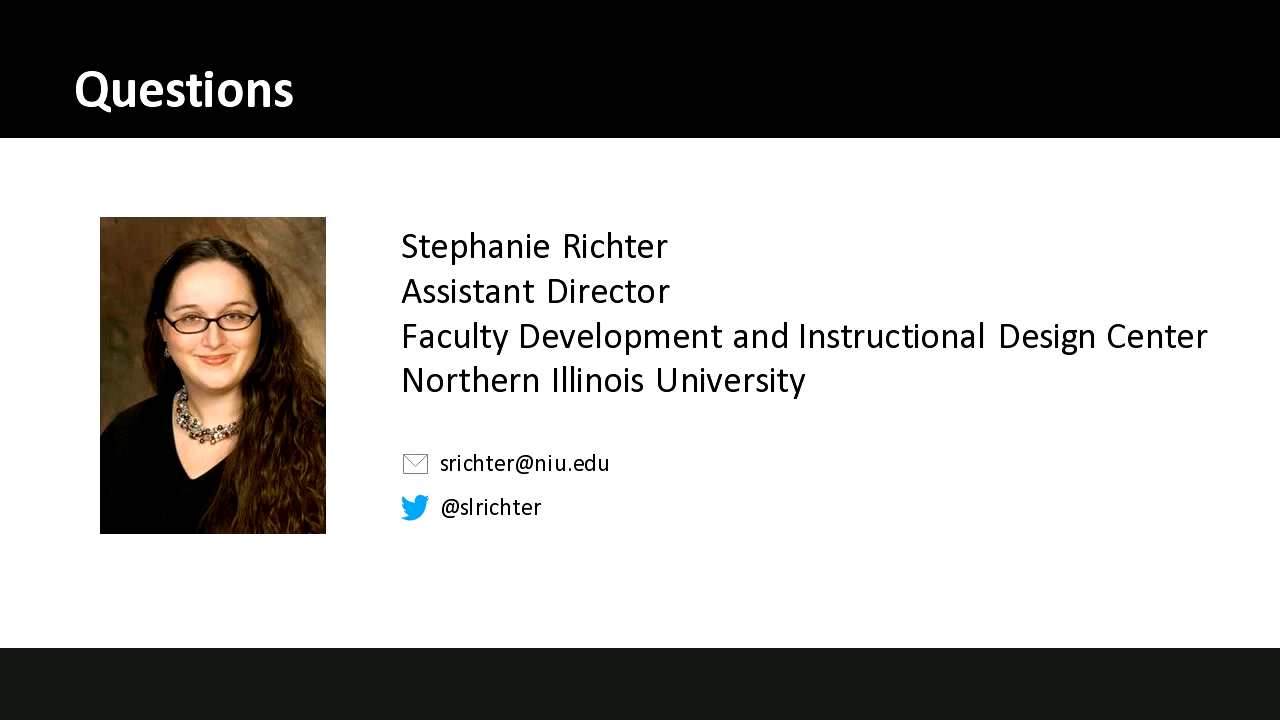 Questions
Stephanie Richter
Assistant Director
Faculty Development and Instructional Design Center
Northern Illinois University
srichter@niu.edu
@slrichter